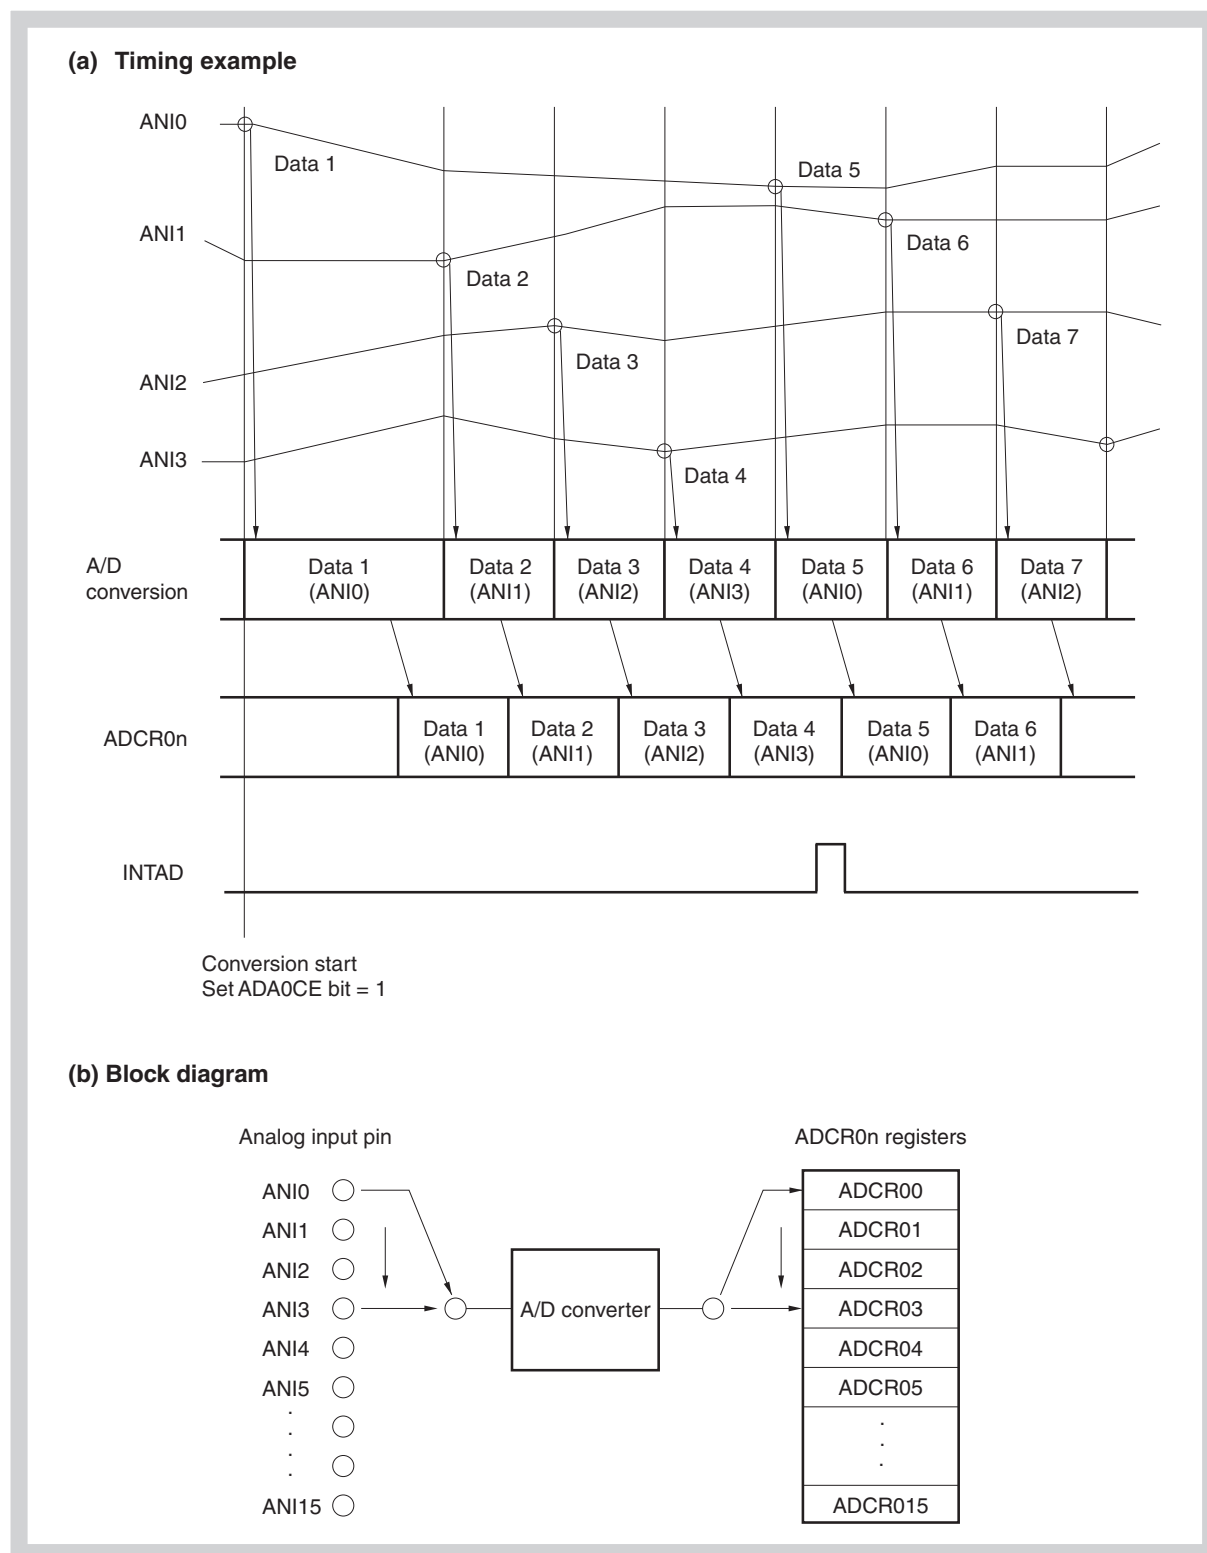 (a) Timing example
ANI0
Data 1
Data 5
ANI1
Data 6
Data 2
Data 7
Data 3
ANI2
ANI3
Data 4
A/D
conversion
Data 1
(ANI0)
Data 2
(ANI1)
Data 3
(ANI2)
Data 4
(ANI3)
Data 5
(ANI0)
Data 6
(ANI1)
Data 7
(ANI2)
ADCR0n
Data 1
(ANI0)
Data 2
(ANI1)
Data 3
(ANI2)
Data 4
(ANI3)
Data 5
(ANI0)
Data 6
(ANI1)
INTAD
Conversion start
Set ADA0CE bit = 1
(b) Block diagram
Analog input pin
ADCR0n registers
ANI0
ANI1
ANI2
ANI3
ANI4
ANI5
.
.
.
.
ANI15
A/D converter
ADCR00
ADCR01
ADCR02
ADCR03
ADCR04
ADCR05
.
.
.
ADCR015